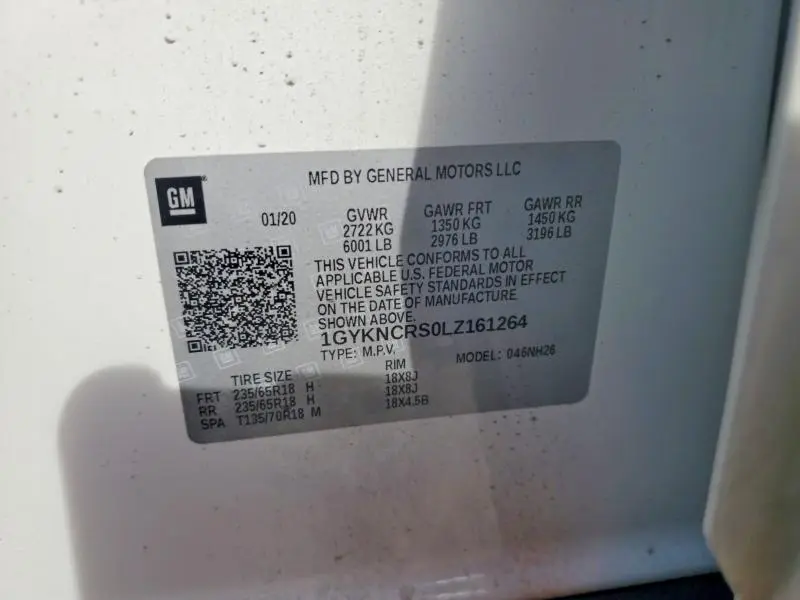 GM
MFD BY GENERAL MOTORS LLC
01/20 GVWR GAWR FRT GAWR RR
2722 KG 1350 KG 1450 KG
6001 LB 2976 LB 3196 LB
THIS VEHICLE CONFORMS TO ALL
APPLICABLE U.S. FEDERAL MOTOR
VEHICLE SAFETY STANDARDS IN EFFECT
ON THE DATE OF MANUFACTURE
SHOWN ABOVE.
1GYKNCRS0LZ161264
TYPE: M.P.V. MODEL: 046NH26
TIRE SIZE RIM
FRT 235/65R18 H 18X8J
RR 235/65R18 H 18X8J
SPA T135/70R18 M 18X4.5B